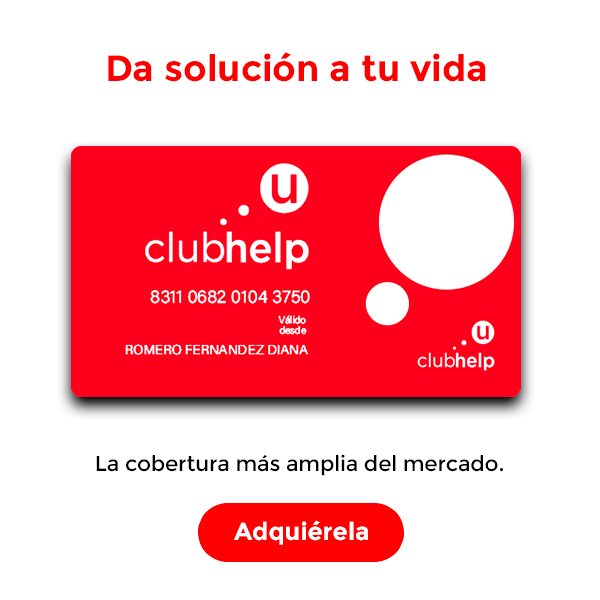 Da solución a tu vida
u
clubhelp
8311 0682 0104 3750
Válido
desde
ROMERO FERNANDEZ DIANA
u
clubhelp
La cobertura más amplia del mercado.
Adquiérela